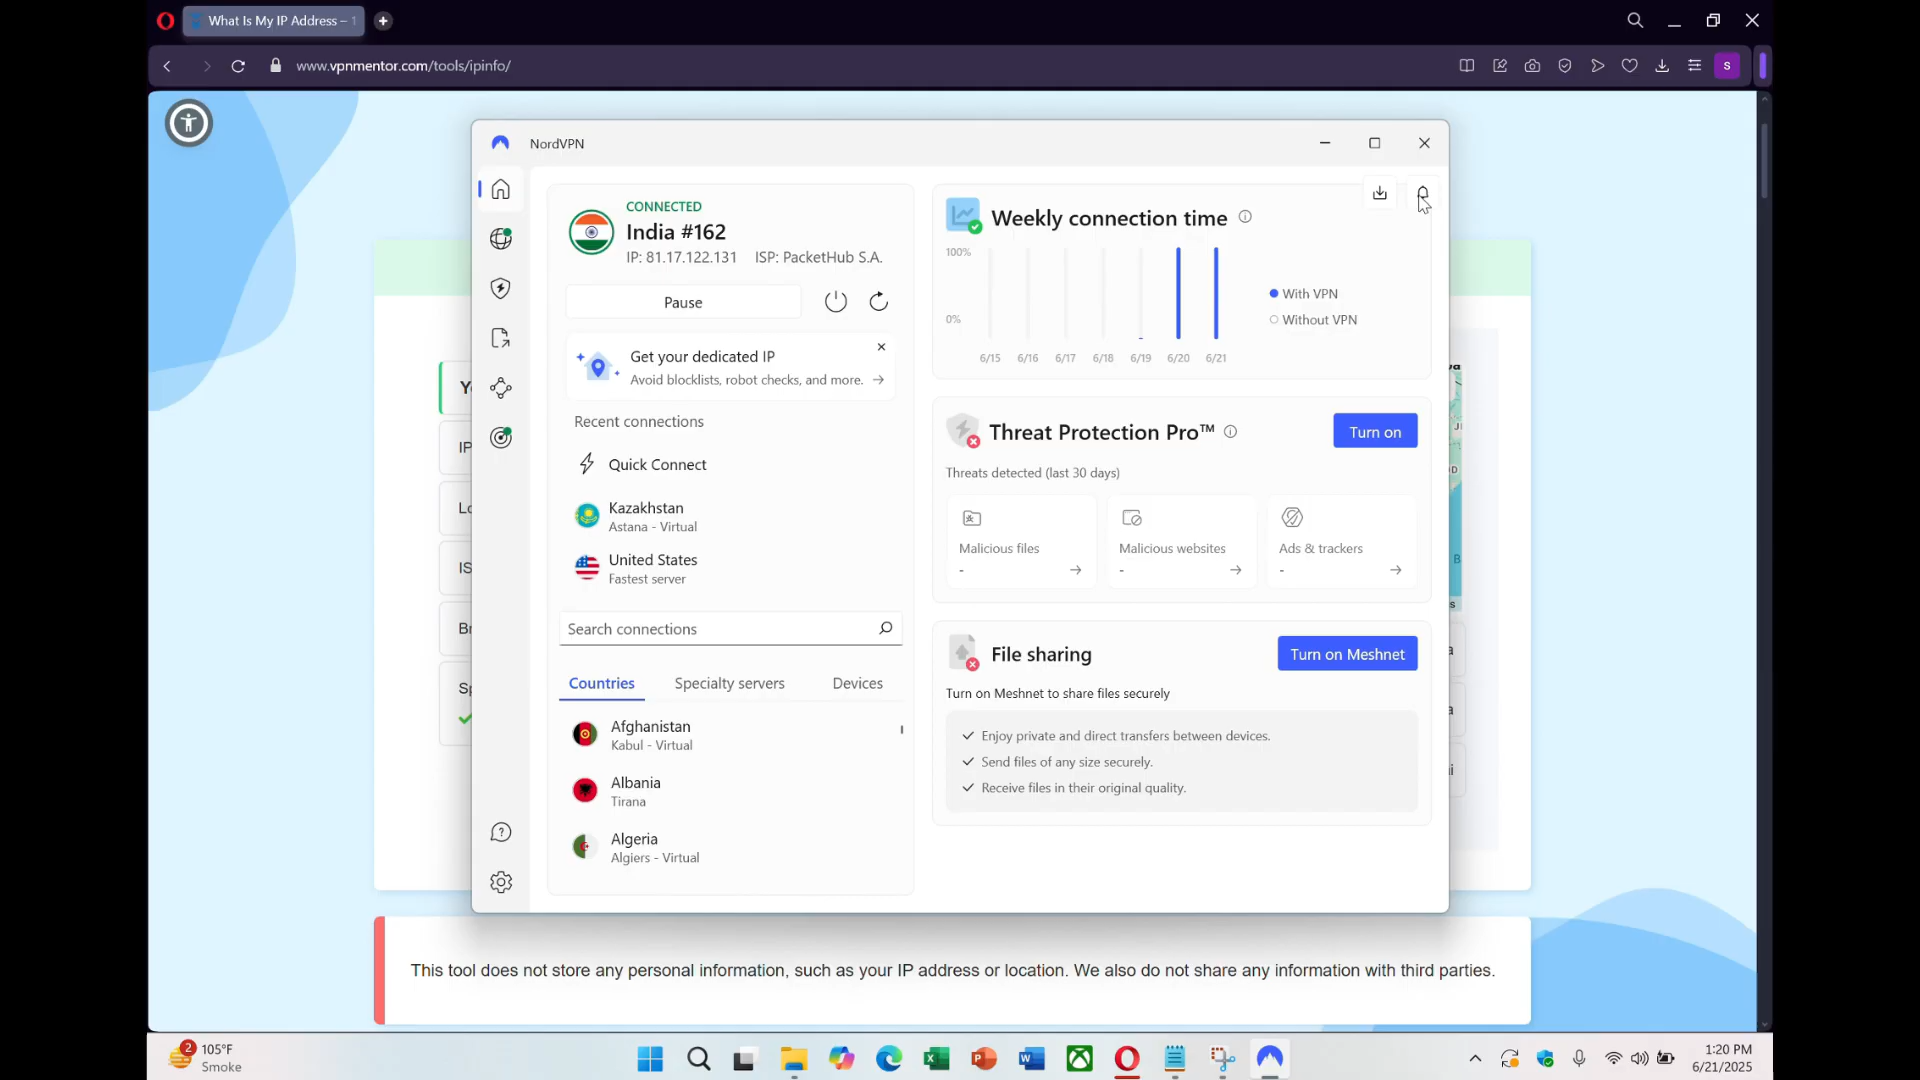 What Is My IP Address – 1
www.vpnmentor.com/tools/ipinfo/
S
NordVPN
CONNECTED
India #162
IP: 81.17.122.131 ISP: PacketHub S.A.
Pause
Get your dedicated IP
Avoid blocklists, robot checks, and more.
Recent connections
Quick Connect
Kazakhstan
Astana - Virtual
United States
Fastest server
Search connections
Countries Specialty servers Devices
Afghanistan
Kabul - Virtual
Albania
Tirana
Algeria
Algiers - Virtual
Weekly connection time
100%
0%
6/15 6/16 6/17 6/18 6/19 6/20 6/21
With VPN
Without VPN
Threat Protection Pro™
Turn on
Threats detected (last 30 days)
Malicious files
-
Malicious websites
-
Ads & trackers
-
File sharing
Turn on Meshnet
Turn on Meshnet to share files securely
Enjoy private and direct transfers between devices.
Send files of any size securely.
Receive files in their original quality.
This tool does not store any personal information, such as your IP address or location. We also do not share any information with third parties.
2
105°F
Smoke
1:20 PM
6/21/2025